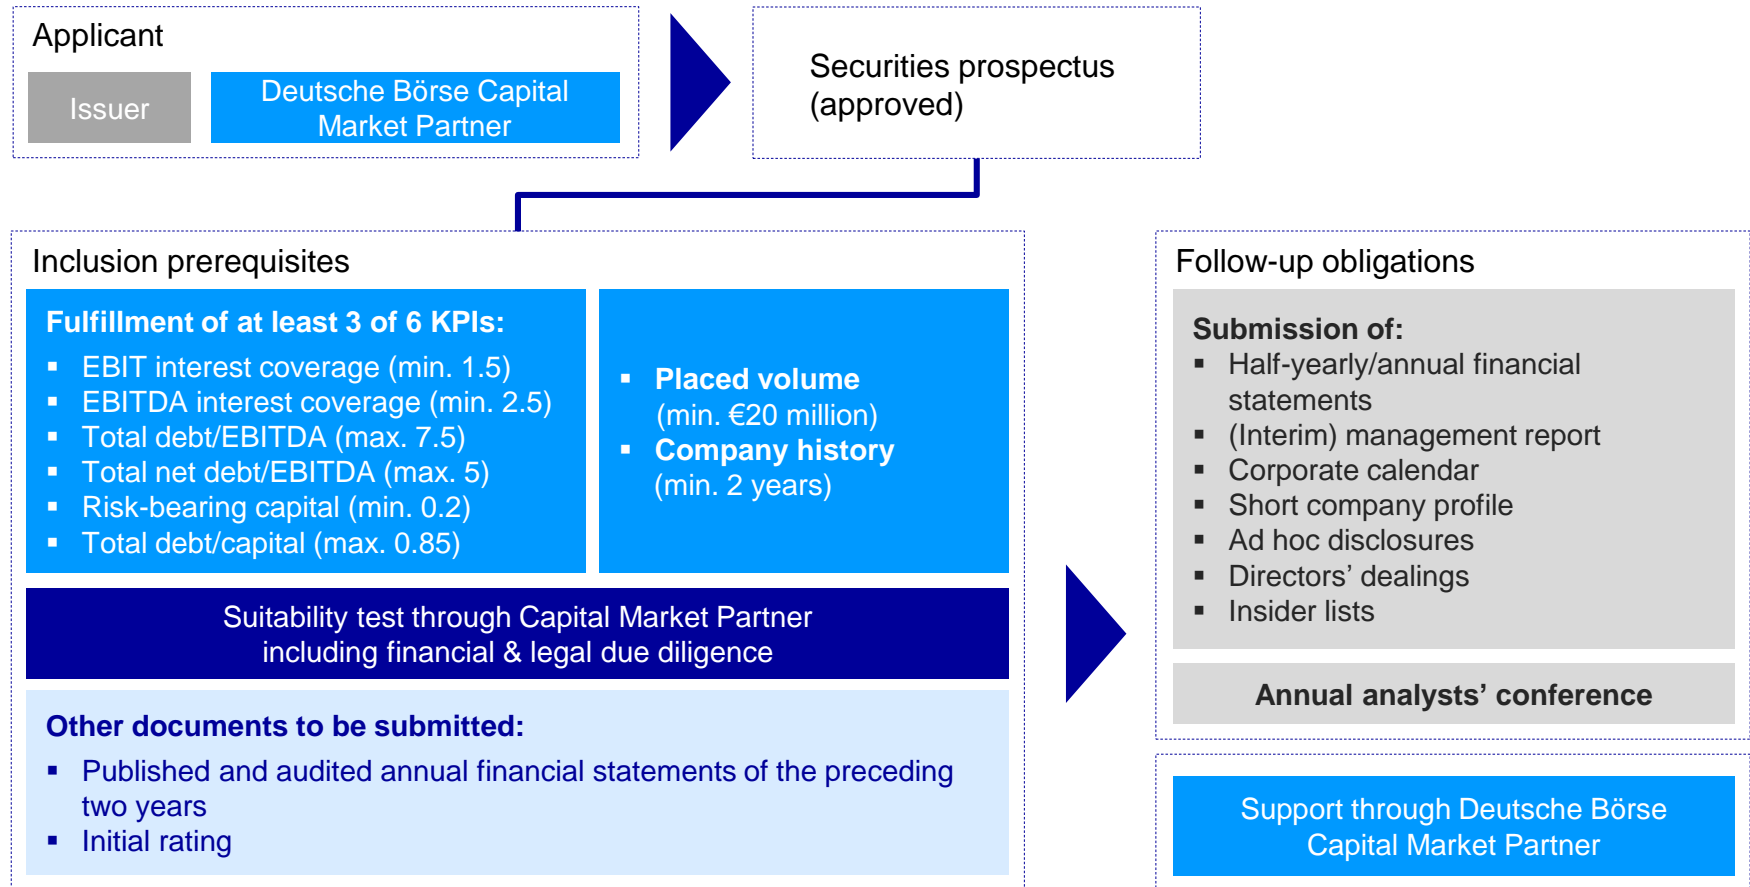 Applicant
Issuer
Deutsche Börse Capital
Market Partner
Securities prospectus
(approved)
Inclusion prerequisites
Fulfillment of at least 3 of 6 KPIs:
▪ EBIT interest coverage (min. 1.5)
▪ EBITDA interest coverage (min. 2.5)
▪ Total debt/EBITDA (max. 7.5)
▪ Total net debt/EBITDA (max. 5)
▪ Risk-bearing capital (min. 0.2)
▪ Total debt/capital (max. 0.85)
▪ Placed volume
(min. €20 million)
▪ Company history
(min. 2 years)
Suitability test through Capital Market Partner
including financial & legal due diligence
Other documents to be submitted:
▪ Published and audited annual financial statements of the preceding
two years
▪ Initial rating
Follow-up obligations
Submission of:
▪ Half-yearly/annual financial
statements
▪ (Interim) management report
▪ Corporate calendar
▪ Short company profile
▪ Ad hoc disclosures
▪ Directors’ dealings
▪ Insider lists
Annual analysts’ conference
Support through Deutsche Börse
Capital Market Partner